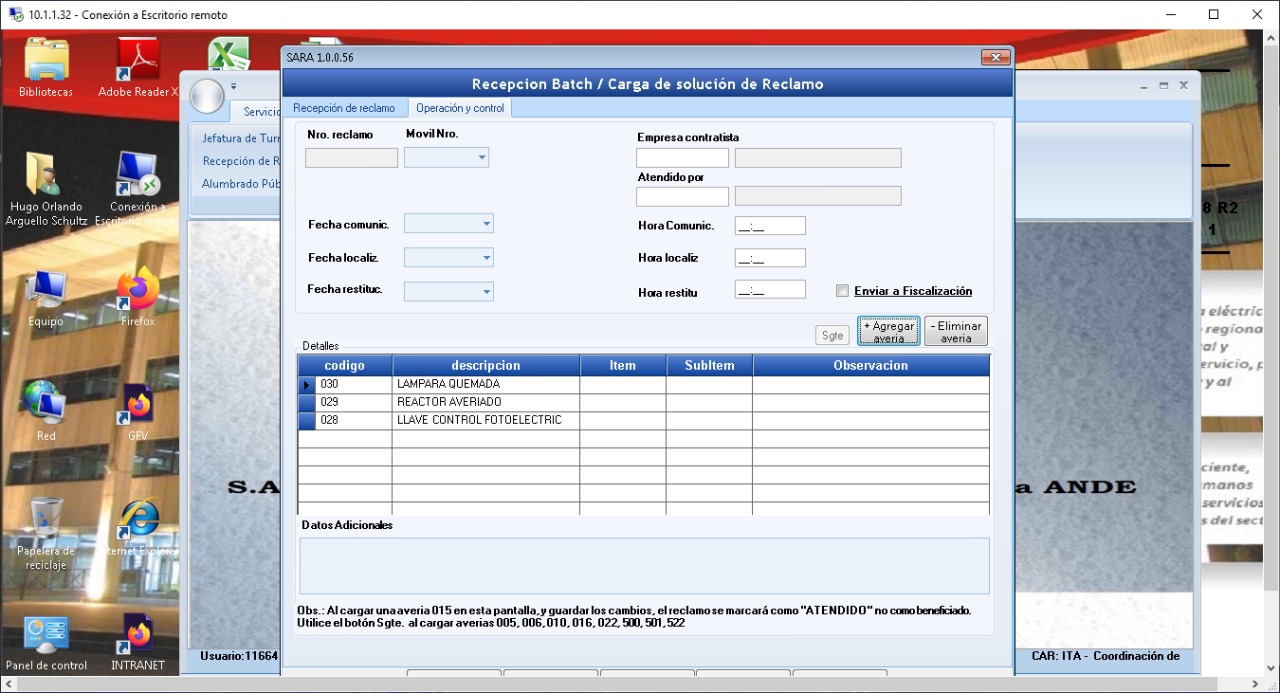 10.1.1.32 - Conexión a Escritorio remoto
Bibliotecas
Adobe Reader X
SARA 1.0.0.56
Recepcion Batch / Carga de solución de Reclamo
Servicio
Recepción de reclamo
Operación y control
Jefatura de Tur
Recepción de R
Alumbrado Púb
Nro. reclamo
Movil Nro.
Empresa contratista
Atendido por
Fecha comunic.
Hora Comunic.
__:__
Fecha localiz.
Hora localiz
__:__
Fecha restituc.
Hora restitu
__:__
Enviar a Fiscalización
Sgte
+ Agregar
averia
- Eliminar
averia
Detalles
codigo descripcion Item SubItem Observacion
030 LAMPARA QUEMADA
029 REACTOR AVERIADO
028 LLAVE CONTROL FOTOELECTRIC
Datos Adicionales
Obs.: Al cargar una averia 015 en esta pantalla, y guardar los cambios, el reclamo se marcará como "ATENDIDO" no como beneficiado.
Utilice el botón Sgte. al cargar averias 005, 006, 010, 016, 022, 500, 501, 522
S.A
a ANDE
Usuario:11664
CAR: ITA - Coordinación de
Hugo Orlando
Arguello Schultz
Conexión a
Escritorio remoto
Equipo
Firefox
Red
GFV
Papelera de
reciclaje
Internet Explorer
Panel de control
INTRANET
8 R2
1
a eléctric
regiona
al y
ervicio, p
y al
ciente,
manos
servicios
s del sect